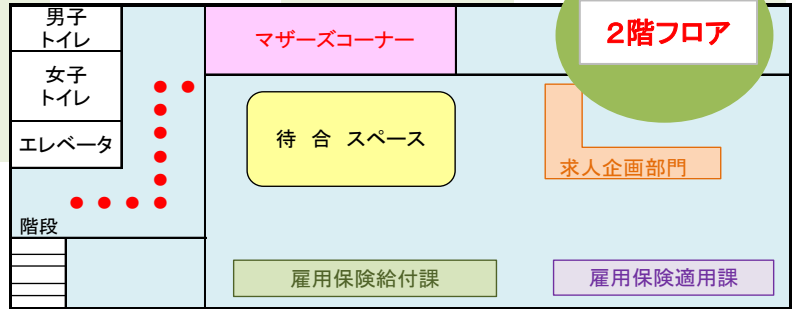 男子
トイレ
マザーズコーナー
２階フロア
女子
トイレ
エレベータ
待 合 スペース
求人企画部門
階段
雇用保険給付課
雇用保険適用課